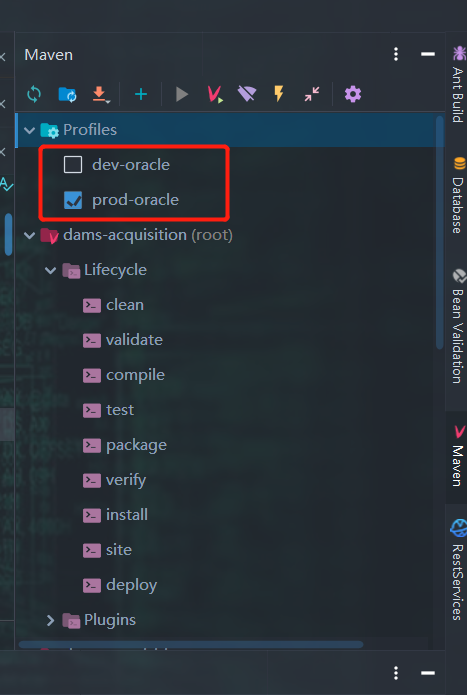 Maven
Profiles
dev-oracle
prod-oracle
dams-acquisition (root)
Lifecycle
clean
validate
compile
test
package
verify
install
site
deploy
Plugins
Ant Build
Database
Bean Validation
Maven
RestServices